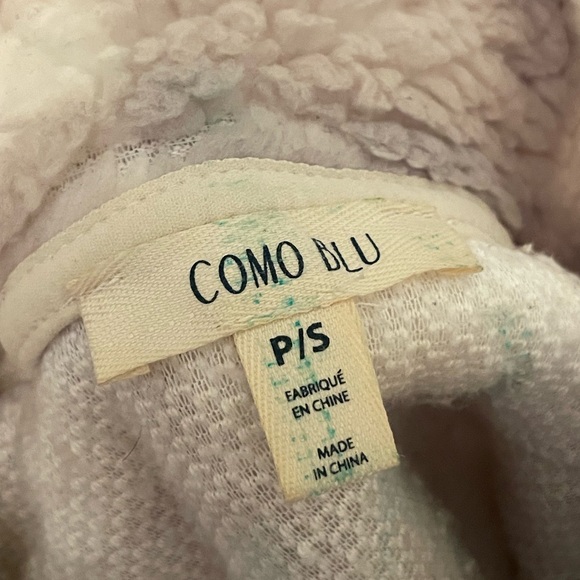 COMO BLU
P/S
FABRIQUÉ
EN CHINE
MADE
IN CHINA